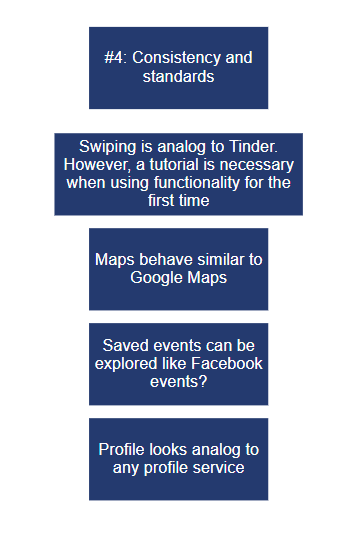 #4: Consistency and
standards
Swiping is analog to Tinder.
However, a tutorial is necessary
when using functionality for the
first time
Maps behave similar to
Google Maps
Saved events can be
explored like Facebook
events?
Profile looks analog to
any profile service